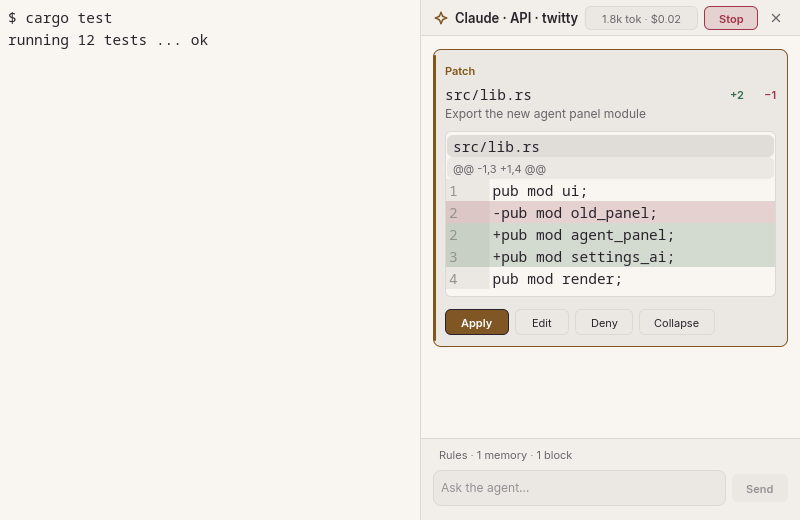 $ cargo test
running 12 tests ... ok
Claude · API · twitty
1.8k tok · $0.02
Stop
×
Patch
src/lib.rs +2 −1
Export the new agent panel module
src/lib.rs
@@ -1,3 +1,4 @@
1 pub mod ui;
2 -pub mod old_panel;
2 +pub mod agent_panel;
3 +pub mod settings_ai;
4 pub mod render;
Apply Edit Deny Collapse
Rules · 1 memory · 1 block
Ask the agent...
Send